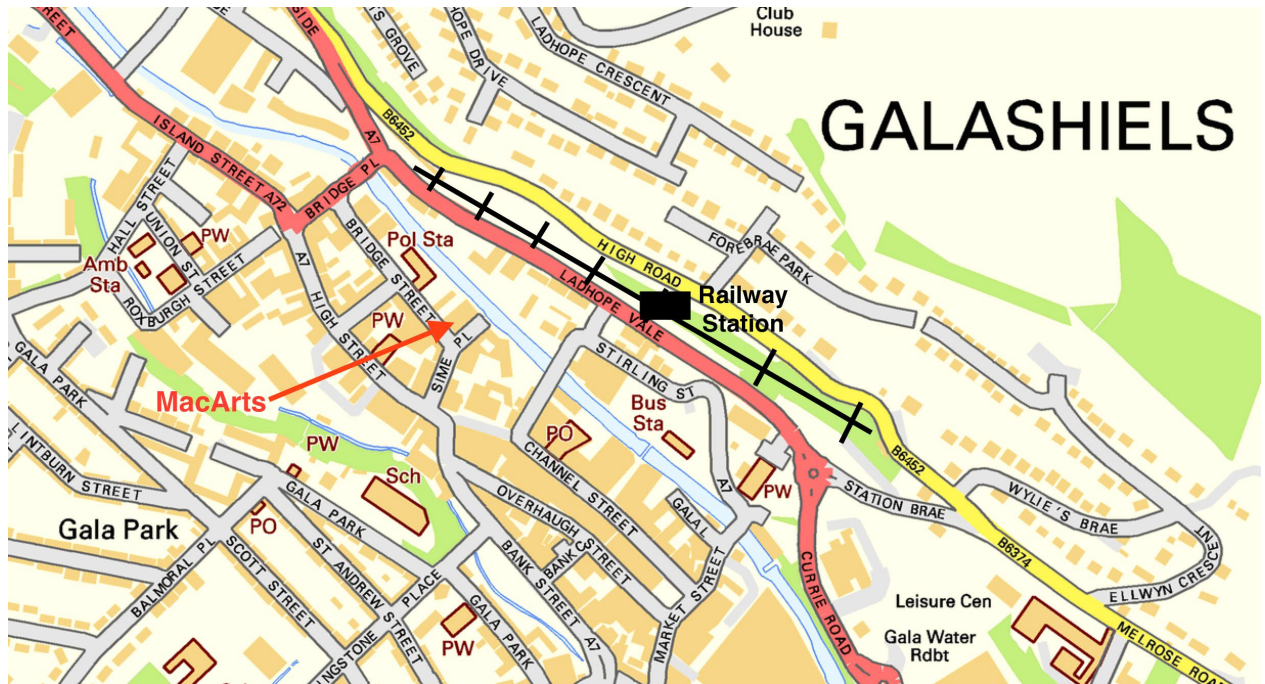 REET
SIDE
TS GROVE
HOPE DRIVE
LADHOPE CRESCENT
Club
House
GALASHIELS
B6452
A7
ISLAND STREET A72
BRIDGE PL
HALL STREET
UNION ST
PW
Amb
Sta
ROXBURGH STREET
BRIDGE STREET
Pol Sta
HIGH ROAD
FOREBRAE PARK
LADHOPE VALE
Railway
Station
A7
HIGH STREET
PW
SIME PL
MacArts
STIRLING ST
Bus
Sta
PO
PW
A7
GALA PARK
LINTBURN STREET
PW
Sch
CHANNEL STREET
GALA L
B6452
STATION BRAE
WYLIE'S BRAE
ELLWYN CRESCENT
Gala Park
PO
GALA PARK
OVERHAUGH STREET
BANK C
BANK STREET
A7
BALMORAL PL
SCOTT STREET
ST ANDREW STREET
NGSTONE PLACE
GALA PARK
PW
MARKET STREET
CURRIE ROAD
B6374
MELROSE ROA
Leisure Cen
Gala Water
Rdbt